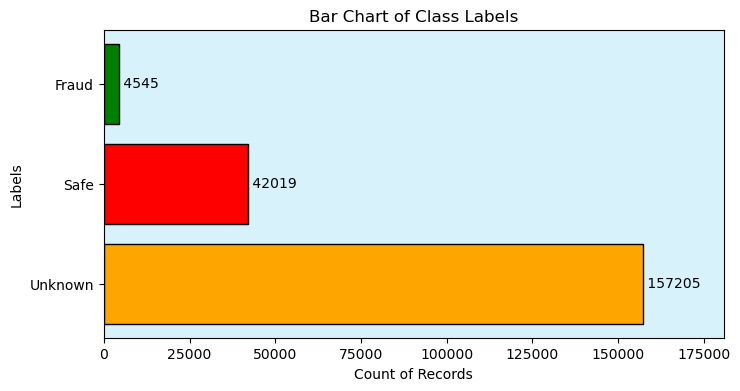 Bar Chart of Class Labels
Fraud
4545
Safe
42019
Unknown
157205
Labels
0 25000 50000 75000 100000 125000 150000 175000
Count of Records